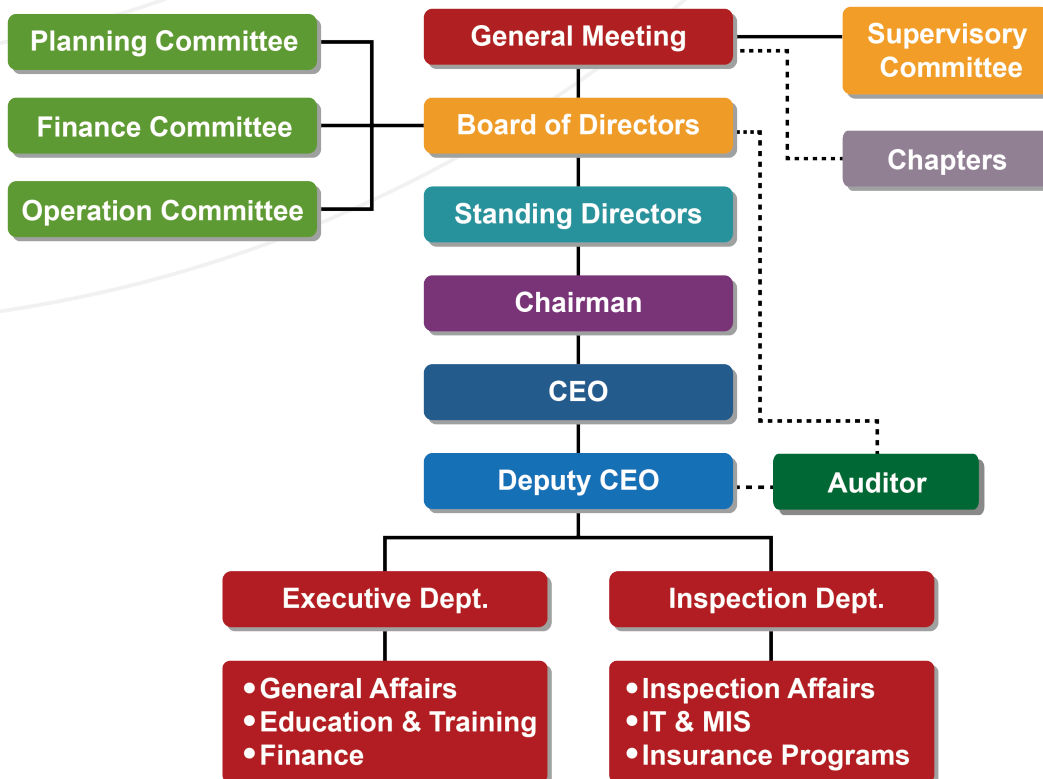 Planning Committee
General Meeting
Supervisory
Committee
Finance Committee
Board of Directors
Chapters
Operation Committee
Standing Directors
Chairman
CEO
Deputy CEO
Auditor
Executive Dept.
Inspection Dept.
•General Affairs
•Education & Training
•Finance
•Inspection Affairs
•IT & MIS
•Insurance Programs